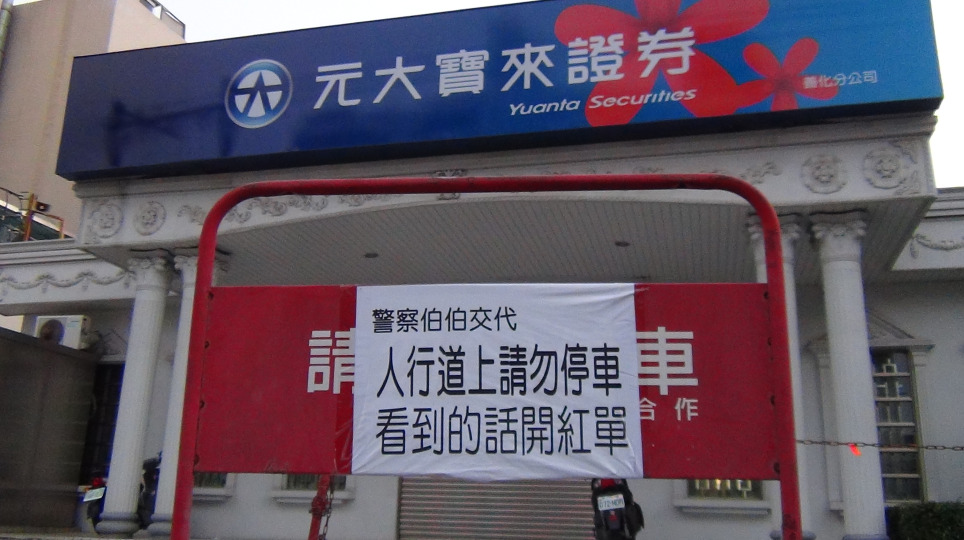 元大寶來證券
Yuanta Securities
彰化分公司
警察伯伯交代
人行道上請勿停車
看到的話開紅單
請
車
合作